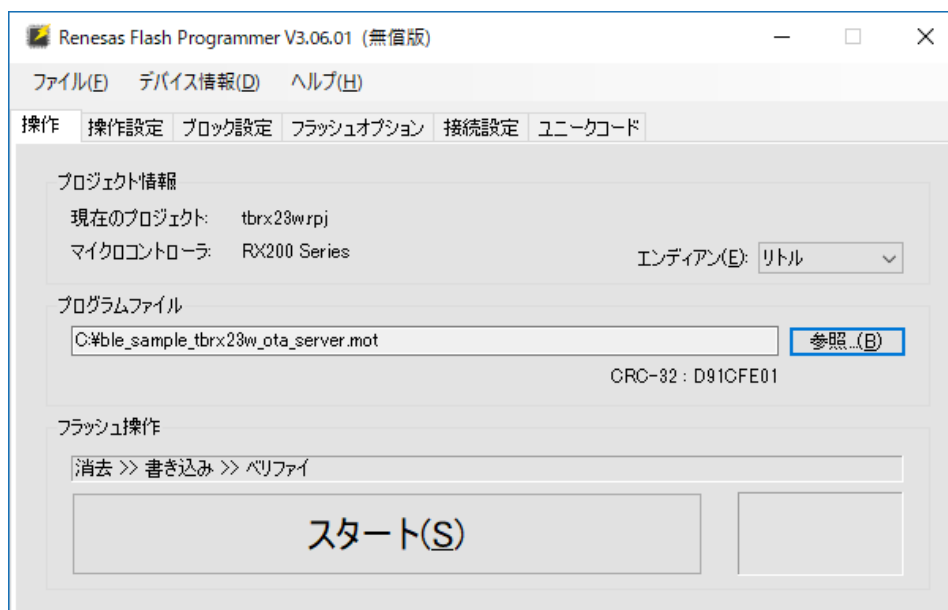 Renesas Flash Programmer V3.06.01 (無償版)
ファイル(F) デバイス情報(D) ヘルプ(H)
操作 操作設定 ブロック設定 フラッシュオプション 接続設定 ユニークコード
プロジェクト情報
現在のプロジェクト: tbrx23w.rpj
マイクロコントローラ: RX200 Series
エンディアン(E): リトル
プログラムファイル
C:¥ble_sample_tbrx23w_ota_server.mot 参照...(B)
CRC-32 : D91CFE01
フラッシュ操作
消去 >> 書き込み >> ベリファイ
スタート(S)